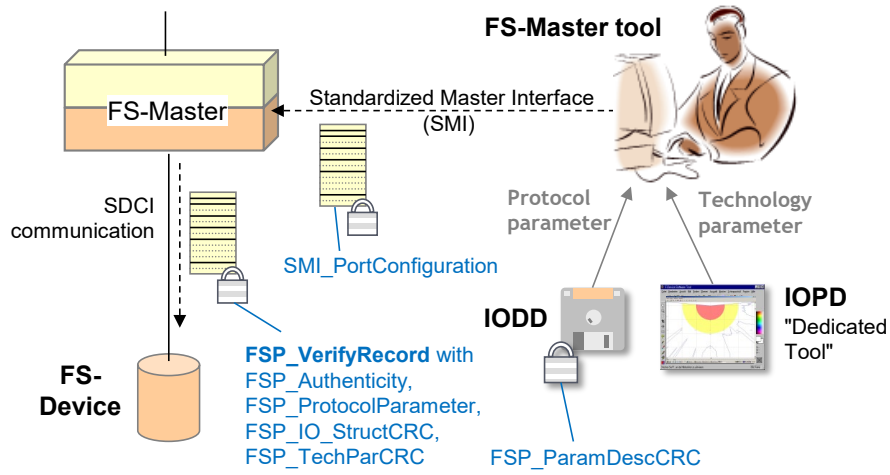 FS-Master tool
FS-Master
Standardized Master Interface
(SMI)
SDCI
communication
Protocol
parameter
Technology
parameter
SMI_PortConfiguration
IODD
IOPD
"Dedicated
Tool"
FS-
Device
FSP_VerifyRecord with
FSP_Authenticity,
FSP_ProtocolParameter,
FSP_IO_StructCRC,
FSP_TechParCRC
FSP_ParamDescCRC